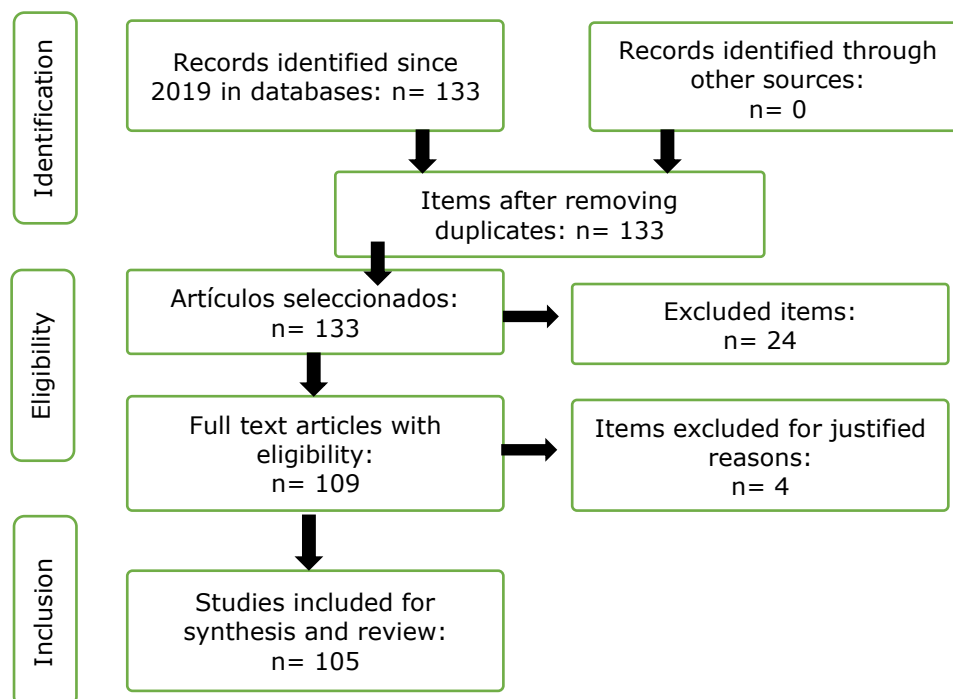 Identification
Records identified since
2019 in databases: n= 133
Records identified through
other sources:
n= 0
Items after removing
duplicates: n= 133
Eligibility
Artículos seleccionados:
n= 133
Excluded items:
n= 24
Full text articles with
eligibility:
n= 109
Items excluded for justified
reasons:
n= 4
Inclusion
Studies included for
synthesis and review:
n= 105